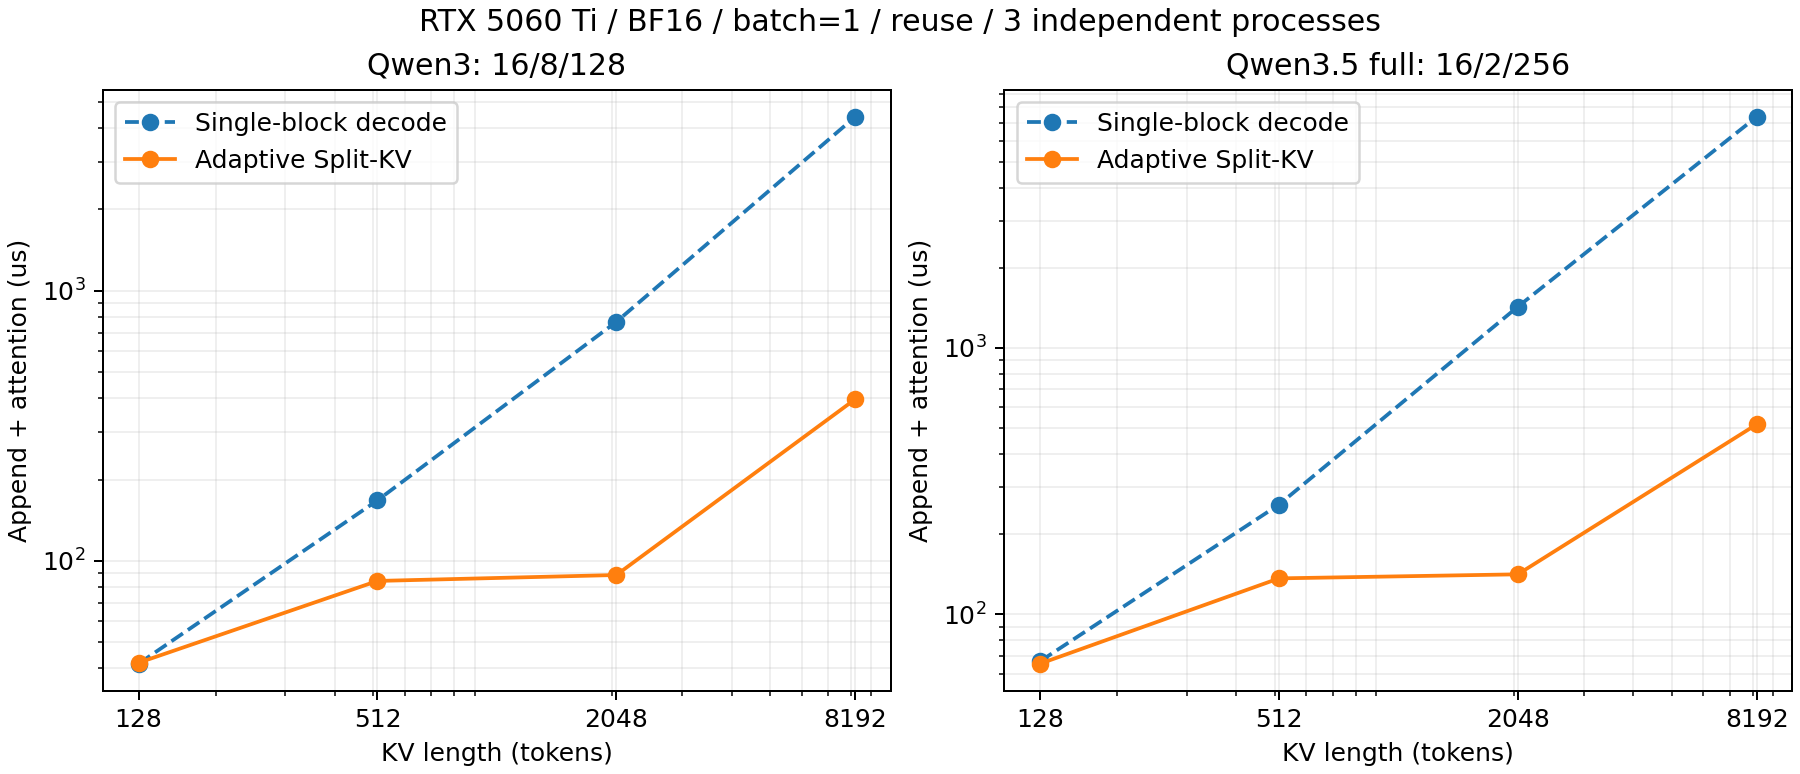 RTX 5060 Ti / BF16 / batch=1 / reuse / 3 independent processes
Qwen3: 16/8/128
Single-block decode
Adaptive Split-KV
Append + attention (us)
10³
10²
128 512 2048 8192
KV length (tokens)
Qwen3.5 full: 16/2/256
Single-block decode
Adaptive Split-KV
Append + attention (us)
10³
10²
128 512 2048 8192
KV length (tokens)